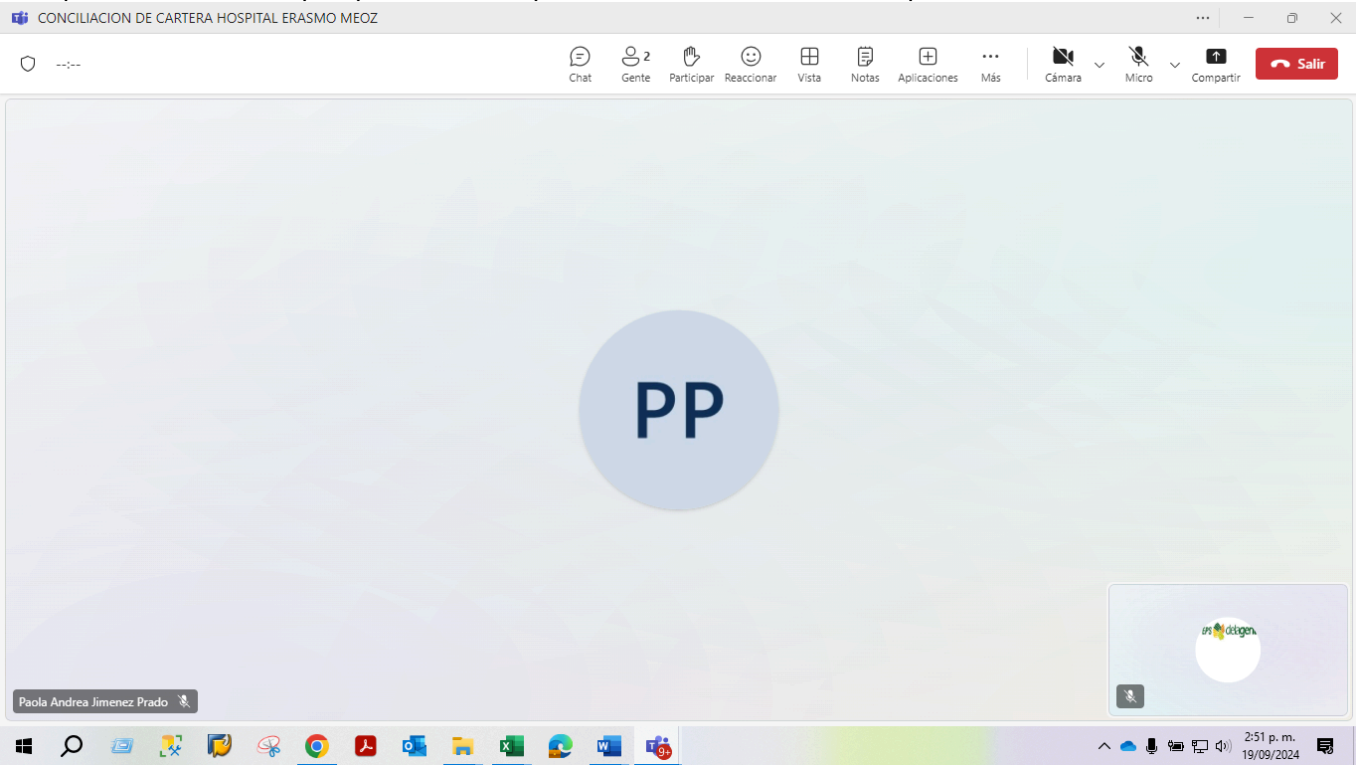 CONCILIACION DE CARTERA HOSPITAL ERASMO MEOZ
--:--
Chat
2
Gente
Participar
Reaccionar
Vista
Notas
Aplicaciones
Más
Cámara
Micro
Compartir
Salir
PP
Paola Andrea Jimenez Prado
9+
2:51 p. m.
19/09/2024